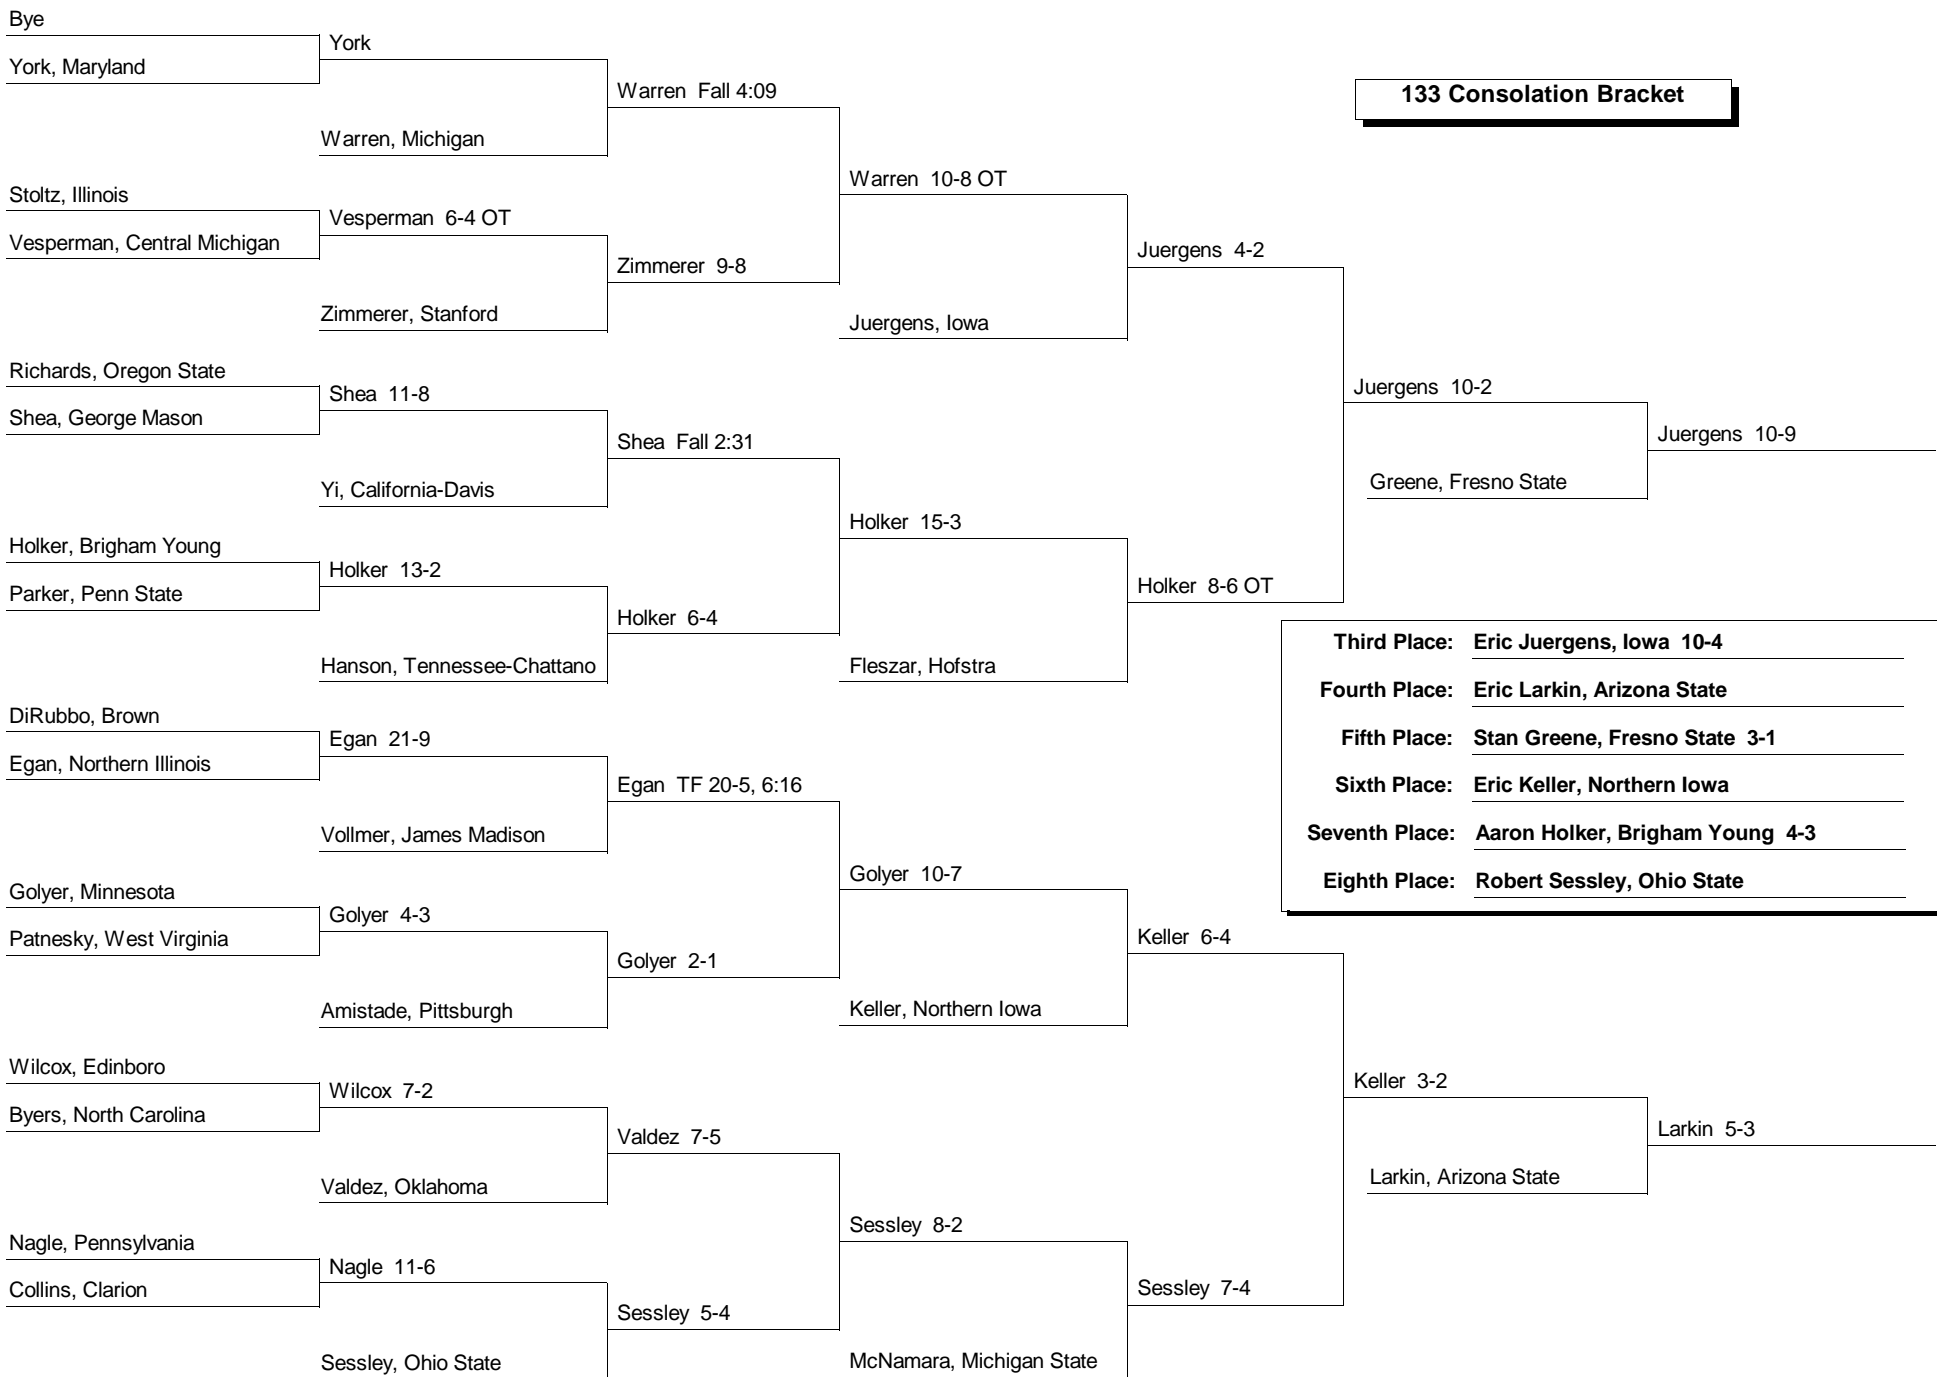 Bye
York
York, Maryland
Warren  Fall 4:09
133 Consolation Bracket
Warren, Michigan
Warren  10-8 OT
Stoltz, Illinois
Vesperman  6-4 OT
Vesperman, Central Michigan
Juergens  4-2
Zimmerer  9-8
Zimmerer, Stanford
Juergens, Iowa
Richards, Oregon State
Juergens  10-2
Shea  11-8
Shea, George Mason
Juergens  10-9
Shea  Fall 2:31
Greene, Fresno State
Yi, California-Davis
Holker  15-3
Holker, Brigham Young
Holker  13-2
Holker  8-6 OT
Parker, Penn State
Holker  6-4
Third Place: Eric Juergens, Iowa  10-4
Hanson, Tennessee-Chattano
Fleszar, Hofstra
Fourth Place: Eric Larkin, Arizona State
DiRubbo, Brown
Egan  21-9
Fifth Place: Stan Greene, Fresno State  3-1
Egan, Northern Illinois
Egan  TF 20-5, 6:16
Sixth Place: Eric Keller, Northern Iowa
Vollmer, James Madison
Seventh Place: Aaron Holker, Brigham Young  4-3
Golyer  10-7
Eighth Place: Robert Sessley, Ohio State
Golyer, Minnesota
Golyer  4-3
Patnesky, West Virginia
Keller  6-4
Golyer  2-1
Amistade, Pittsburgh
Keller, Northern Iowa
Wilcox, Edinboro
Keller  3-2
Wilcox  7-2
Byers, North Carolina
Larkin  5-3
Valdez  7-5
Larkin, Arizona State
Valdez, Oklahoma
Sessley  8-2
Nagle, Pennsylvania
Nagle  11-6
Sessley  7-4
Collins, Clarion
Sessley  5-4
Sessley, Ohio State
McNamara, Michigan State